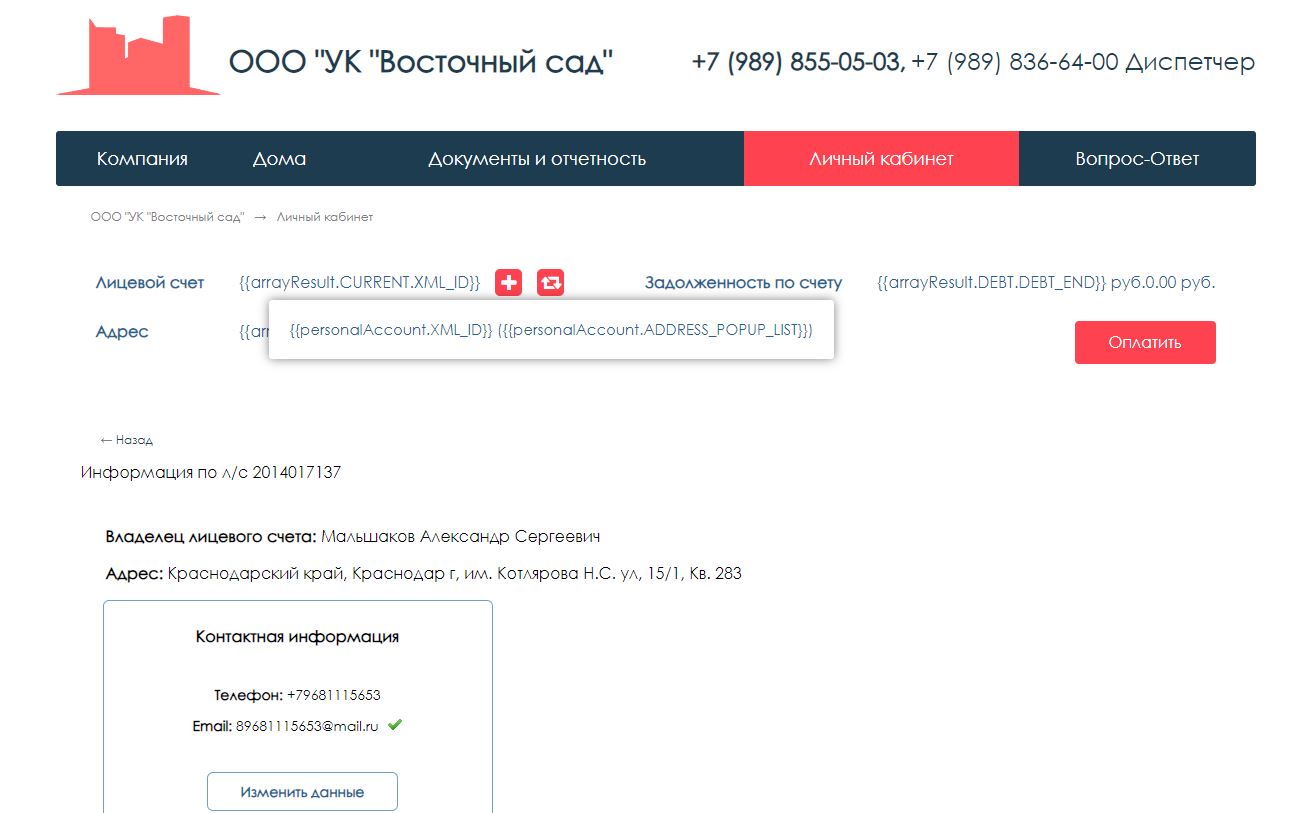 ООО "УК "Восточный сад"
+7 (989) 855-05-03, +7 (989) 836-64-00 Диспетчер
Компания Дома Документы и отчетность Личный кабинет Вопрос-Ответ
ООО "УК "Восточный сад" → Личный кабинет
Лицевой счет {{arrayResult.CURRENT.XML_ID}} Задолженность по счету {{arrayResult.DEBT.DEBT_END}} руб.0.00 руб.
Адрес {{ar
{{personalAccount.XML_ID}} ({{personalAccount.ADDRESS_POPUP_LIST}})
Оплатить
← Назад
Информация по л/с 2014017137
Владелец лицевого счета: Мальшаков Александр Сергеевич
Адрес: Краснодарский край, Краснодар г, им. Котлярова Н.С. ул, 15/1, Кв. 283
Контактная информация
Телефон: +79681115653
Email: 89681115653@mail.ru
Изменить данные